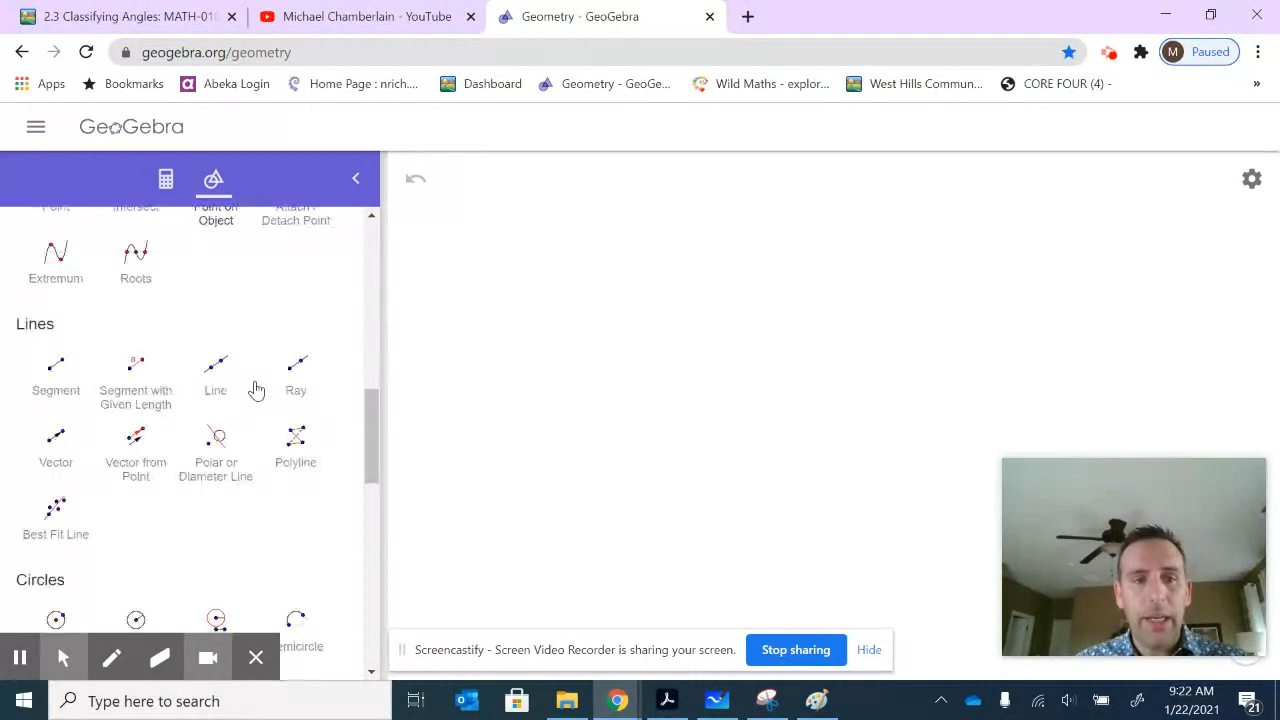 2.3 Classifying Angles: MATH-01
Michael Chamberlain - YouTube
Geometry - GeoGebra
geogebra.org/geometry
M Paused
Apps
Bookmarks
Abeka Login
Home Page : nrich....
Dashboard
Geometry - GeoGe...
Wild Maths - explor...
West Hills Commun...
CORE FOUR (4) -
»
GeoGebra
Point Intersect Point on Attach /
Object Detach Point
Extremum Roots
Lines
Segment Segment with Line Ray
Given Length
Vector Vector from Polar or Polyline
Point Diameter Line
Best Fit Line
Circles
emicircle
Screencastify - Screen Video Recorder is sharing your screen. Stop sharing Hide
Type here to search
9:22 AM
1/22/2021
21